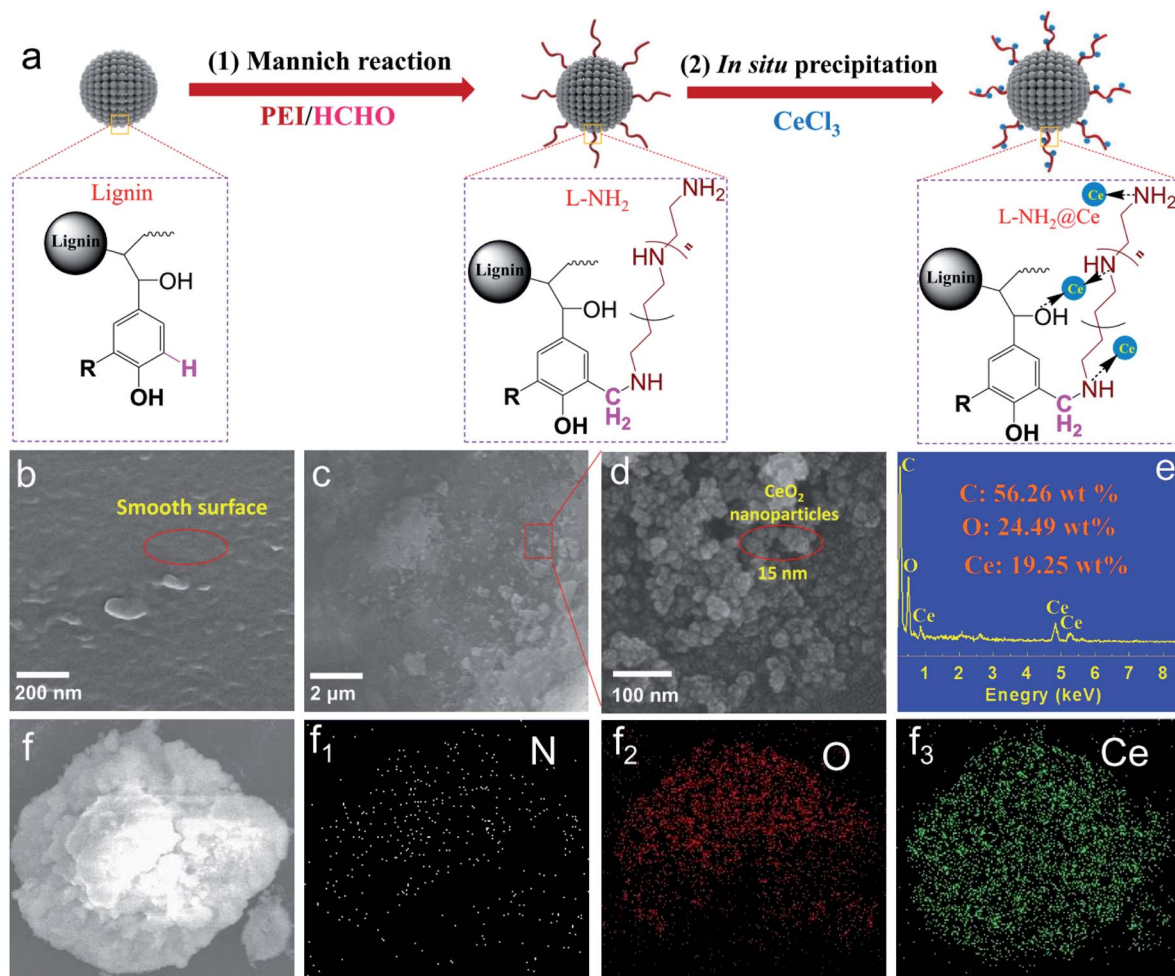 a
(1) Mannich reaction
PEI/HCHO
(2) In situ precipitation
CeCl3
Lignin
Lignin
OH
R
H
OH
L-NH2
NH2
HN
n
Lignin
OH
R
NH
OH
C
H2
L-NH2@Ce
Ce
NH2
HN
n
Lignin
Ce
OH
Ce
R
NH
OH
C
H2
b
Smooth surface
200 nm
c
2 μm
d
CeO2
nanoparticles
15 nm
100 nm
e
C
C: 56.26 wt %
O: 24.49 wt%
Ce: 19.25 wt%
O
Ce
Ce
Ce
1 2 3 4 5 6 7 8
Enegry (keV)
f
f1 N
f2 O
f3 Ce